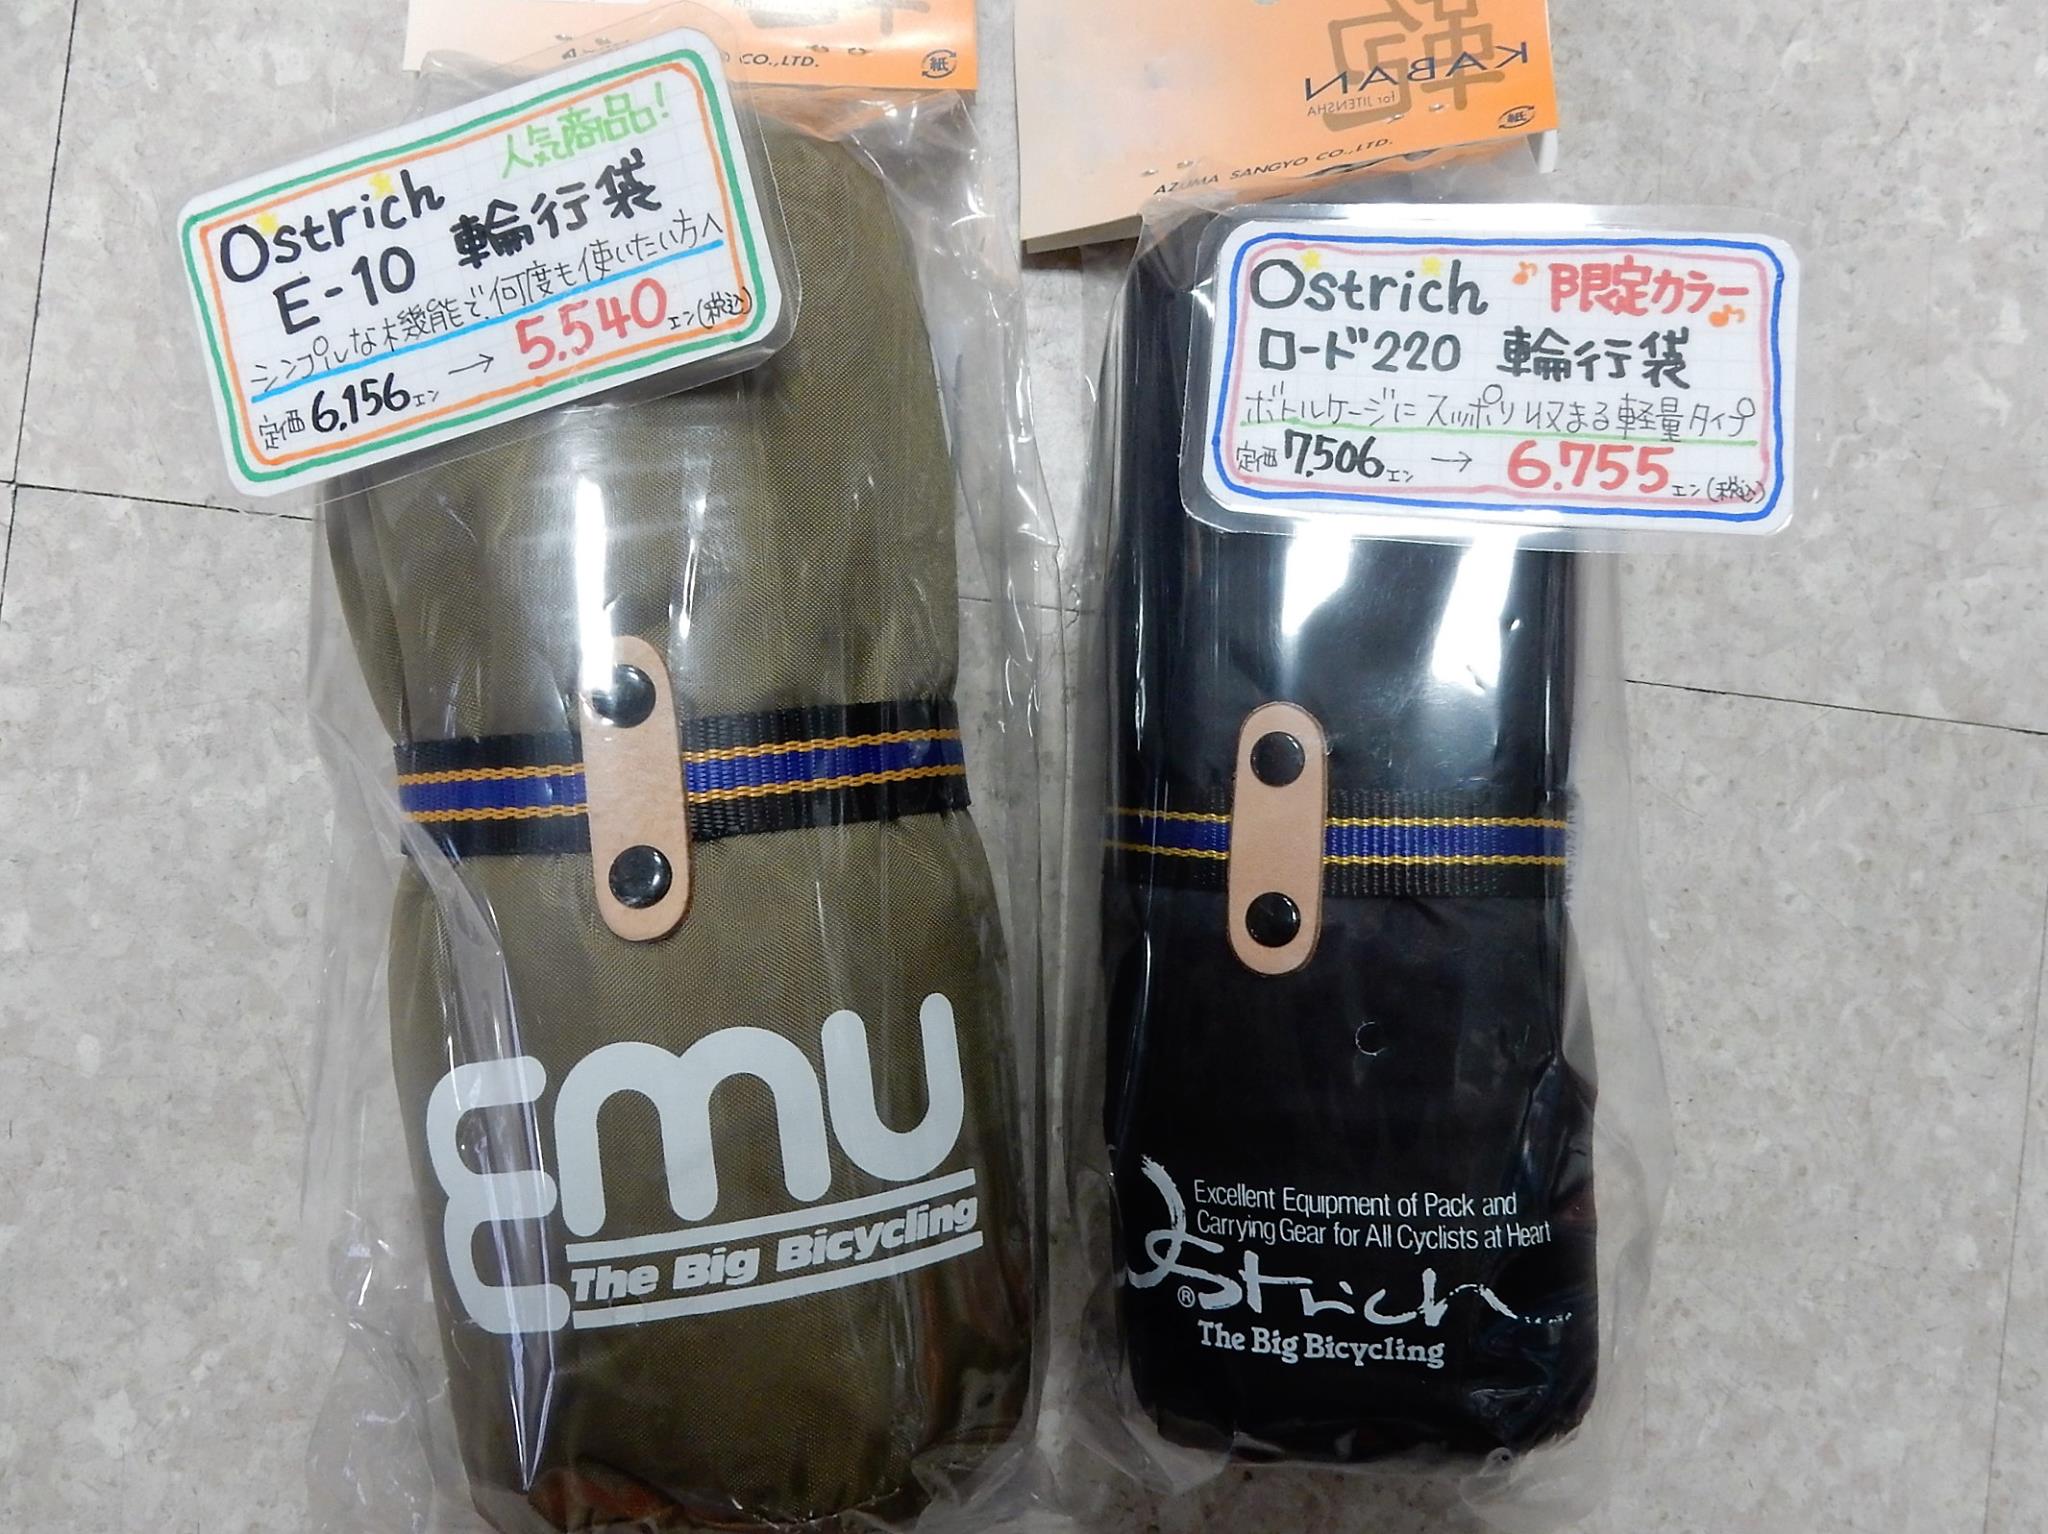 CO.,LTD.
紙
人気商品!
Ostrich
E-10 輪行袋
シンプルな機能で、何度も使いたい方へ
定価 6,156エン → 5,540エン(税込)
Emu
The Big Bicycling
鞄
KABAN
for JITENSHA
紙
AZUMA SANGYO CO.,LTD.
Ostrich ♪限定カラー♪
ロード220 輪行袋
ボトルケージにスッポリ収まる軽量タイプ
定価 7,506エン → 6,755エン(税込)
Excellent Equipment of Pack and
Carrying Gear for All Cyclists at Heart
Ostrich
®
The Big Bicycling